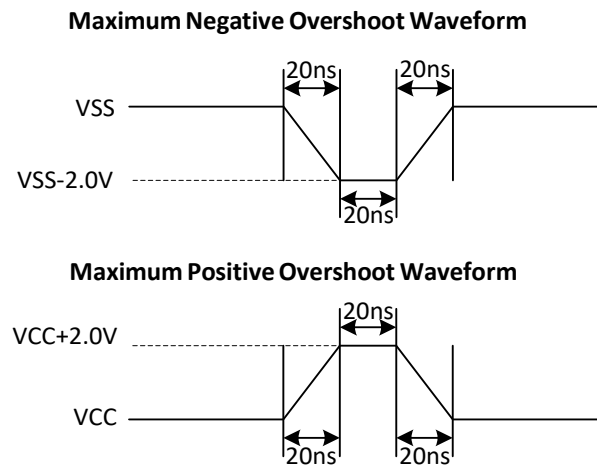 Maximum Negative Overshoot Waveform
20ns 20ns
VSS
VSS-2.0V
20ns
Maximum Positive Overshoot Waveform
20ns
VCC+2.0V
VCC
20ns 20ns